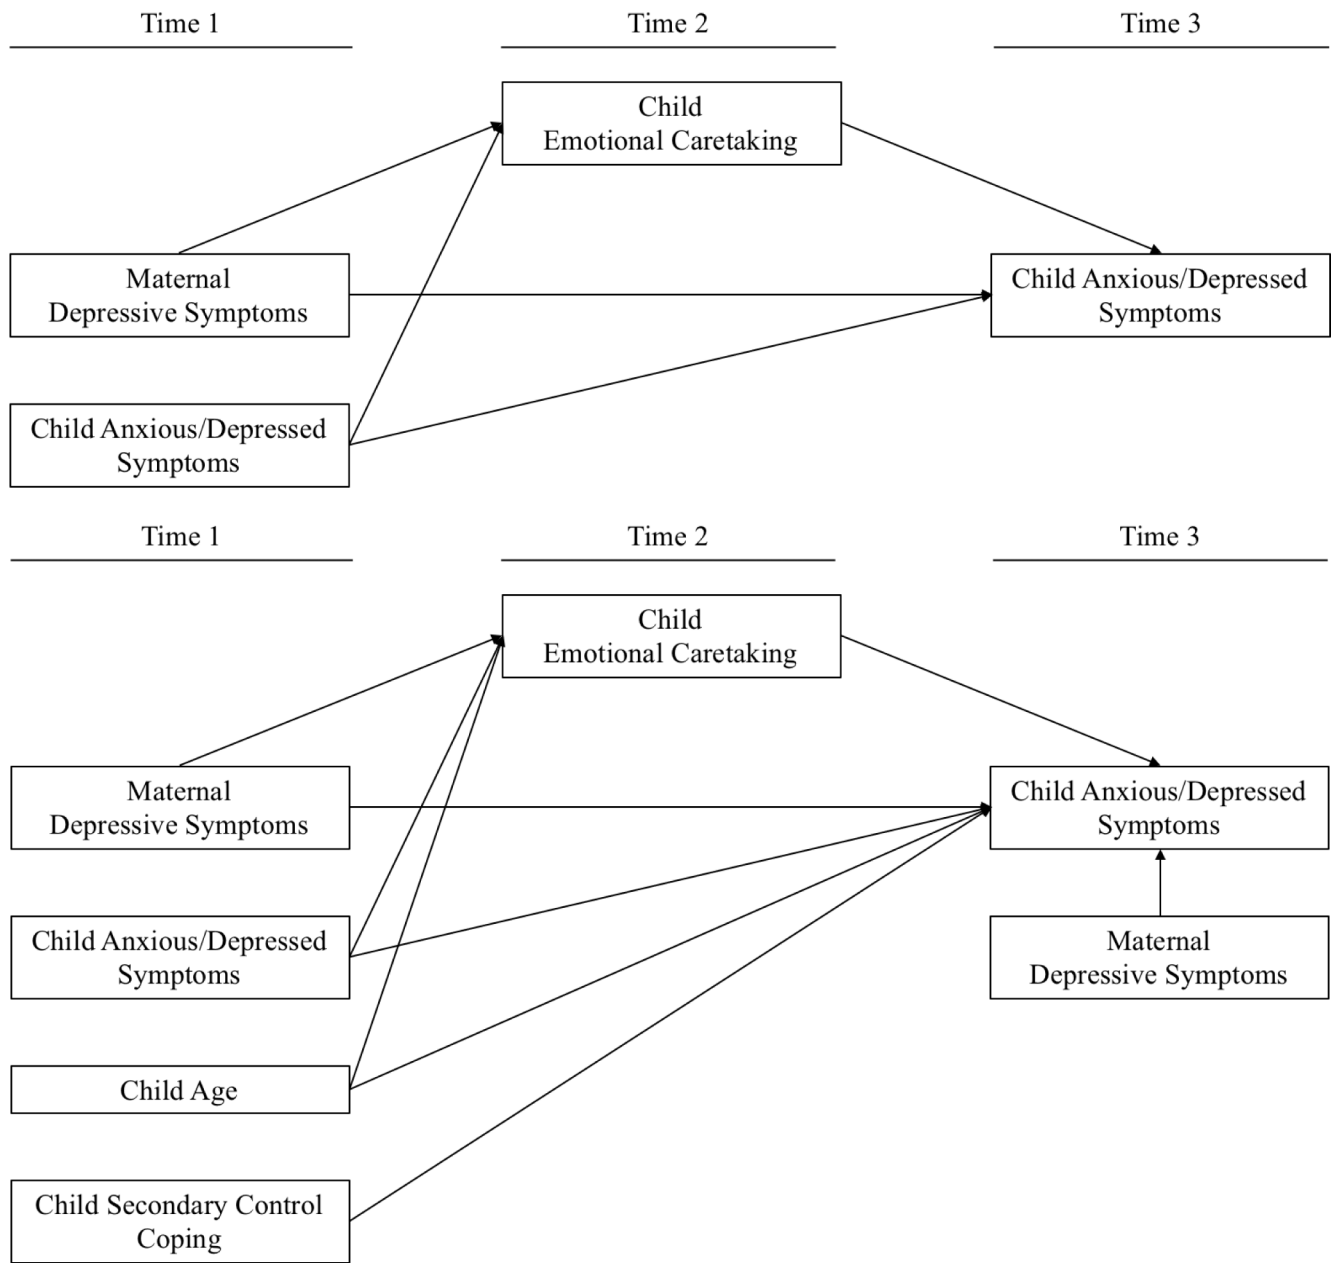 Time 1
Time 2
Time 3
Child
Emotional Caretaking
Maternal
Depressive Symptoms
Child Anxious/Depressed
Symptoms
Child Anxious/Depressed
Symptoms
Time 1
Time 2
Time 3
Child
Emotional Caretaking
Maternal
Depressive Symptoms
Child Anxious/Depressed
Symptoms
Child Anxious/Depressed
Symptoms
Maternal
Depressive Symptoms
Child Age
Child Secondary Control
Coping